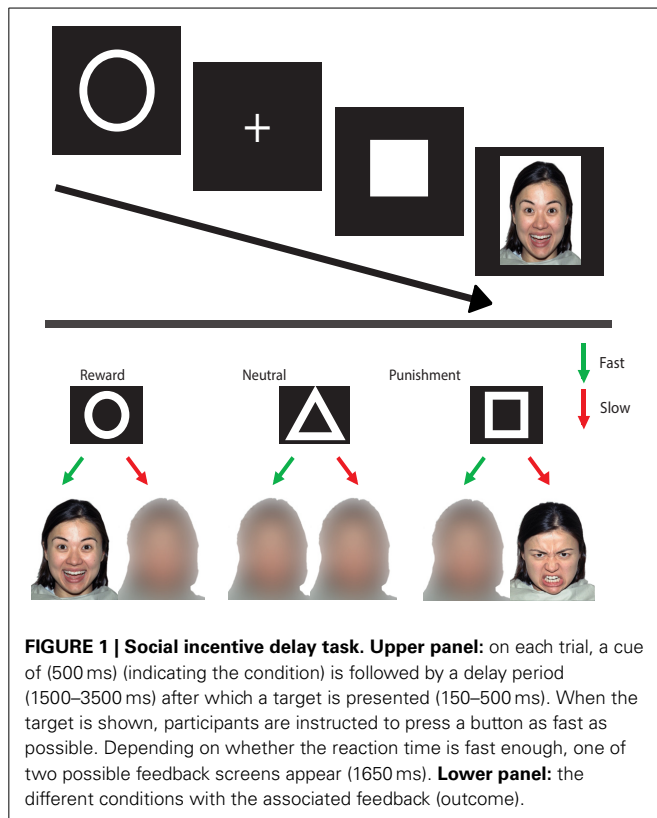 Fast
Reward Neutral Punishment
Slow
FIGURE 1 | Social incentive delay task. Upper panel: on each trial, a cue
of (500 ms) (indicating the condition) is followed by a delay period
(1500–3500 ms) after which a target is presented (150–500 ms). When the
target is shown, participants are instructed to press a button as fast as
possible. Depending on whether the reaction time is fast enough, one of
two possible feedback screens appear (1650 ms). Lower panel: the
different conditions with the associated feedback (outcome).